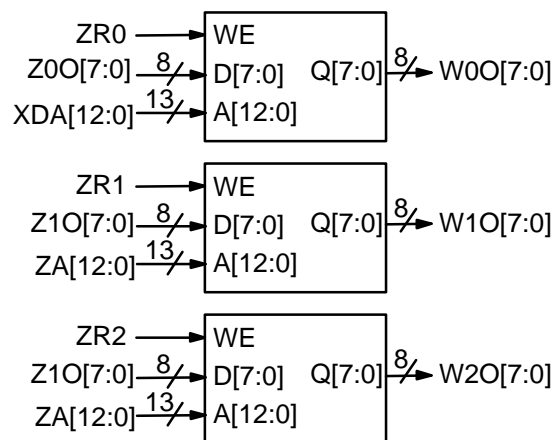 ZR0 WE
Z0O[7:0] 8 D[7:0] Q[7:0] 8 W0O[7:0]
XDA[12:0] 13 A[12:0]
ZR1 WE
Z1O[7:0] 8 D[7:0] Q[7:0] 8 W1O[7:0]
ZA[12:0] 13 A[12:0]
ZR2 WE
Z1O[7:0] 8 D[7:0] Q[7:0] 8 W2O[7:0]
ZA[12:0] 13 A[12:0]